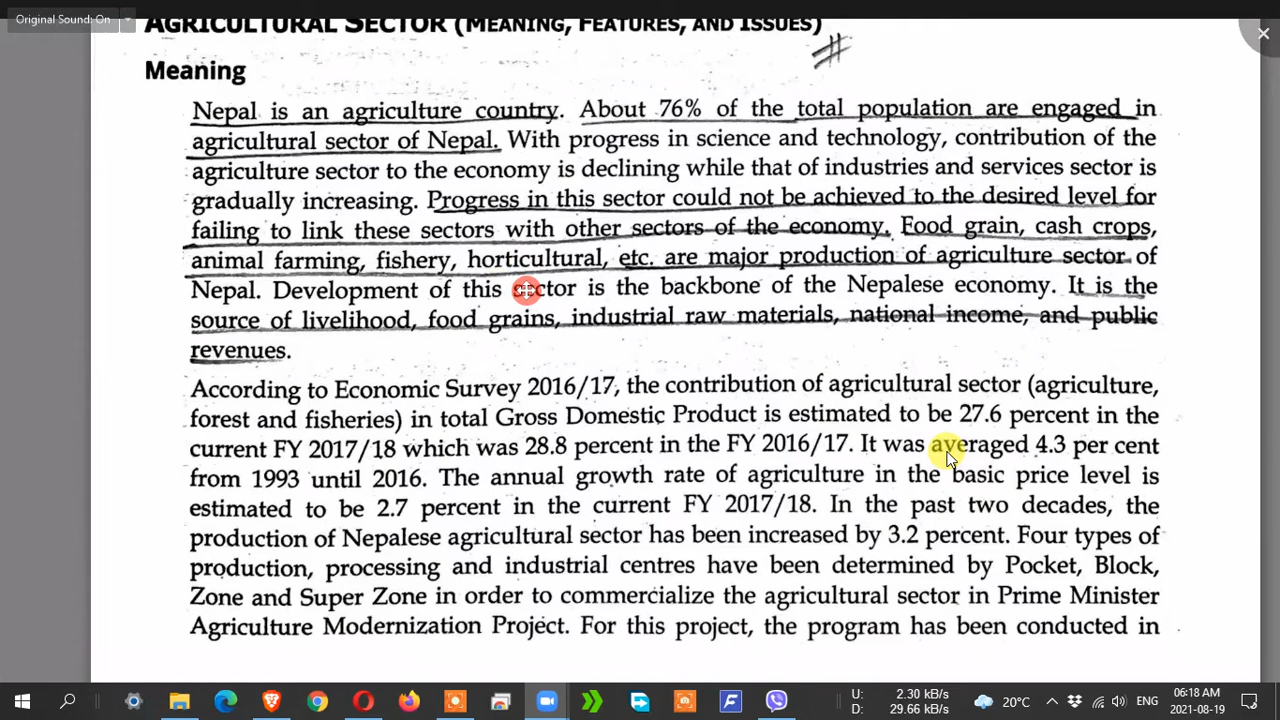 Original Sound: On
AGRICULTURAL SECTOR (MEANING, FEATURES, AND ISSUES)
Meaning
Nepal is an agriculture country. About 76% of the total population are engaged in
agricultural sector of Nepal. With progress in science and technology, contribution of the
agriculture sector to the economy is declining while that of industries and services sector is
gradually increasing. Progress in this sector could not be achieved to the desired level for
failing to link these sectors with other sectors of the economy. Food grain, cash crops,
animal farming, fishery, horticultural, etc. are major production of agriculture sector of
Nepal. Development of this sector is the backbone of the Nepalese economy. It is the
source of livelihood, food grains, industrial raw materials, national income, and public
revenues.
According to Economic Survey 2016/17, the contribution of agricultural sector (agriculture,
forest and fisheries) in total Gross Domestic Product is estimated to be 27.6 percent in the
current FY 2017/18 which was 28.8 percent in the FY 2016/17. It was averaged 4.3 per cent
from 1993 until 2016. The annual growth rate of agriculture in the basic price level is
estimated to be 2.7 percent in the current FY 2017/18. In the past two decades, the
production of Nepalese agricultural sector has been increased by 3.2 percent. Four types of
production, processing and industrial centres have been determined by Pocket, Block,
Zone and Super Zone in order to commercialize the agricultural sector in Prime Minister
Agriculture Modernization Project. For this project, the program has been conducted in
U: 2.30 kB/s
D: 29.66 kB/s
20°C
ENG
06:18 AM
2021-08-19